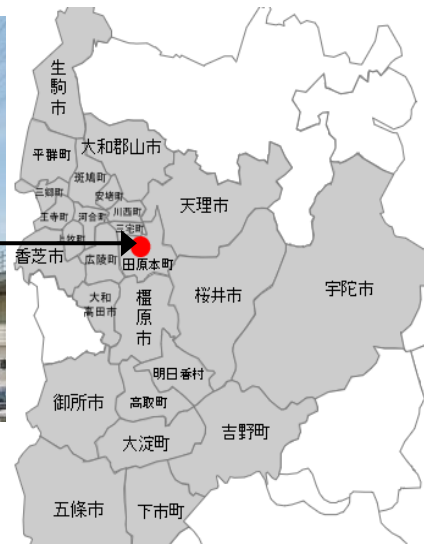 生
駒
市
平群町
大和郡山市
斑鳩町
三郷町
安堵町
王寺町
河合町
川西町
三宅町
天理市
上牧町
香芝市
広陵町
田原本町
大和
高田市
橿
原
市
桜井市
宇陀市
明日香村
御所市
高取町
大淀町
吉野町
五條市
下市町